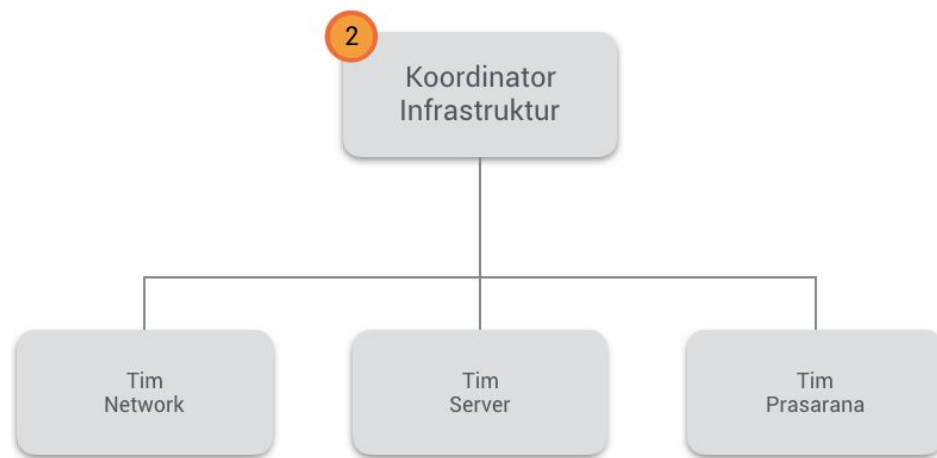 2
Koordinator
Infrastruktur
Tim
Network
Tim
Server
Tim
Prasarana